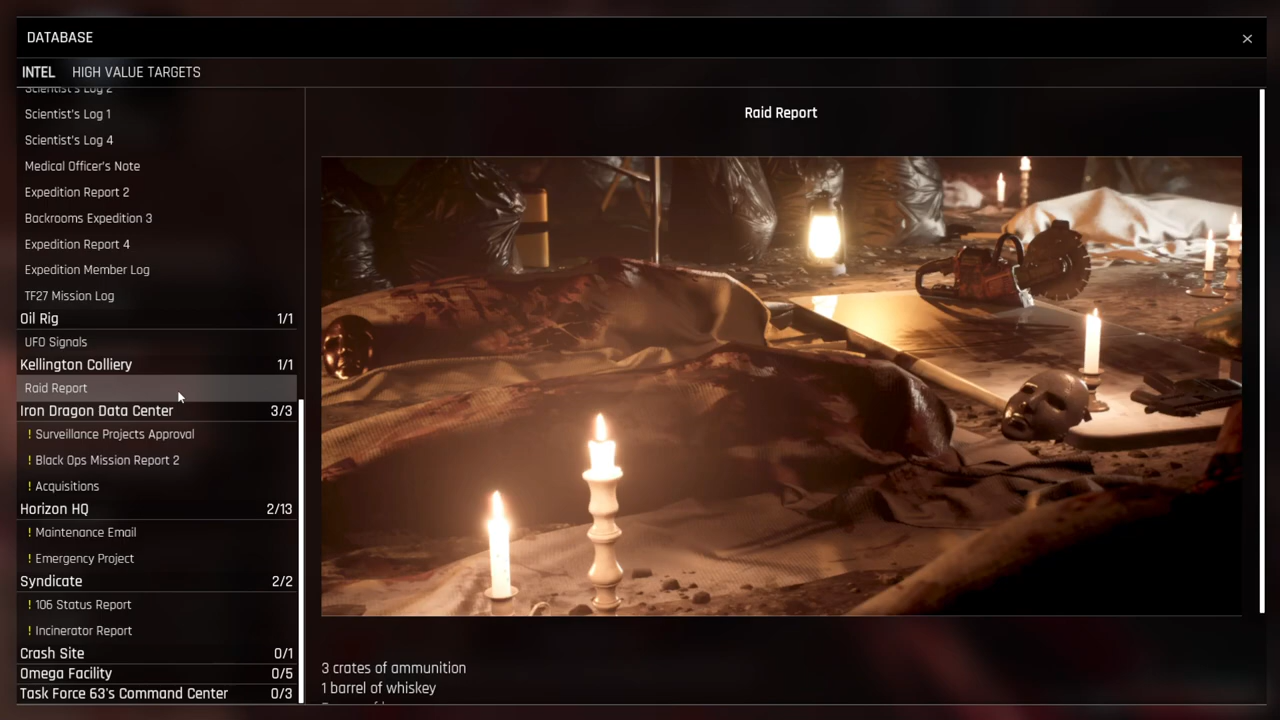 DATABASE
INTEL HIGH VALUE TARGETS
Scientist's Log 2
Scientist's Log 1
Scientist's Log 4
Medical Officer's Note
Expedition Report 2
Backrooms Expedition 3
Expedition Report 4
Expedition Member Log
TF27 Mission Log
Oil Rig 1/1
UFO Signals
Kellington Colliery 1/1
Raid Report
Iron Dragon Data Center 3/3
! Surveillance Projects Approval
! Black Ops Mission Report 2
! Acquisitions
Horizon HQ 2/13
! Maintenance Email
! Emergency Project
Syndicate 2/2
! 106 Status Report
! Incinerator Report
Crash Site 0/1
Omega Facility 0/5
Task Force 63's Command Center 0/3
Raid Report
3 crates of ammunition
1 barrel of whiskey